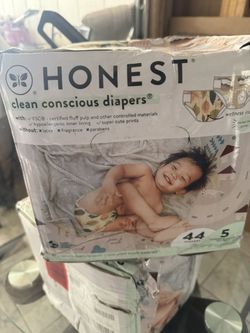 HONEST
clean conscious diapers®
with: ✓ FSC® - certified fluff pulp and other controlled materials
✓ hypoallergenic inner lining ✓ super cute prints
without: × latex × fragrance × parabens
44 5